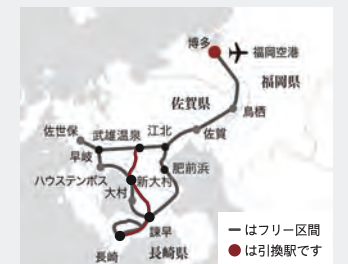 博多
福岡空港
福岡県
鳥栖
佐賀県
佐世保
武雄温泉
江北
佐賀
早岐
肥前浜
ハウステンボス
新大村
大村
諫早
長崎
長崎県
はフリー区間
は引換駅です